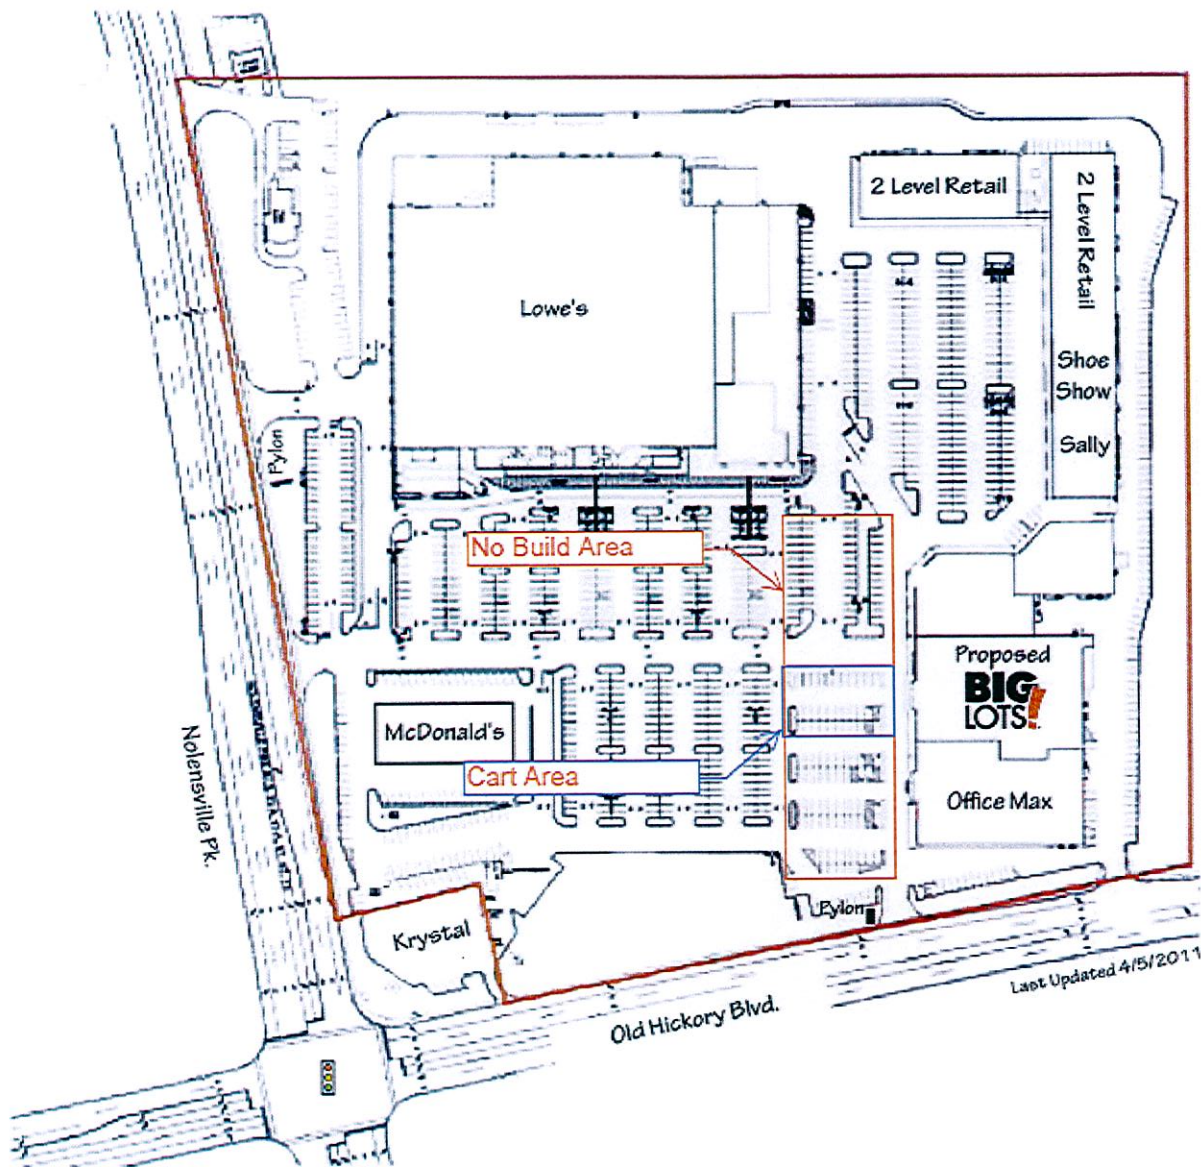 2 Level Retail
2 Level Retail
Lowe's
Shoe
Show
Sally
Pylon
No Build Area
Proposed
BIG
LOTS!
McDonald's
Cart Area
Office Max
Nolensville Pk.
Krystal
Pylon
Last Updated 4/5/2011
Old Hickory Blvd.